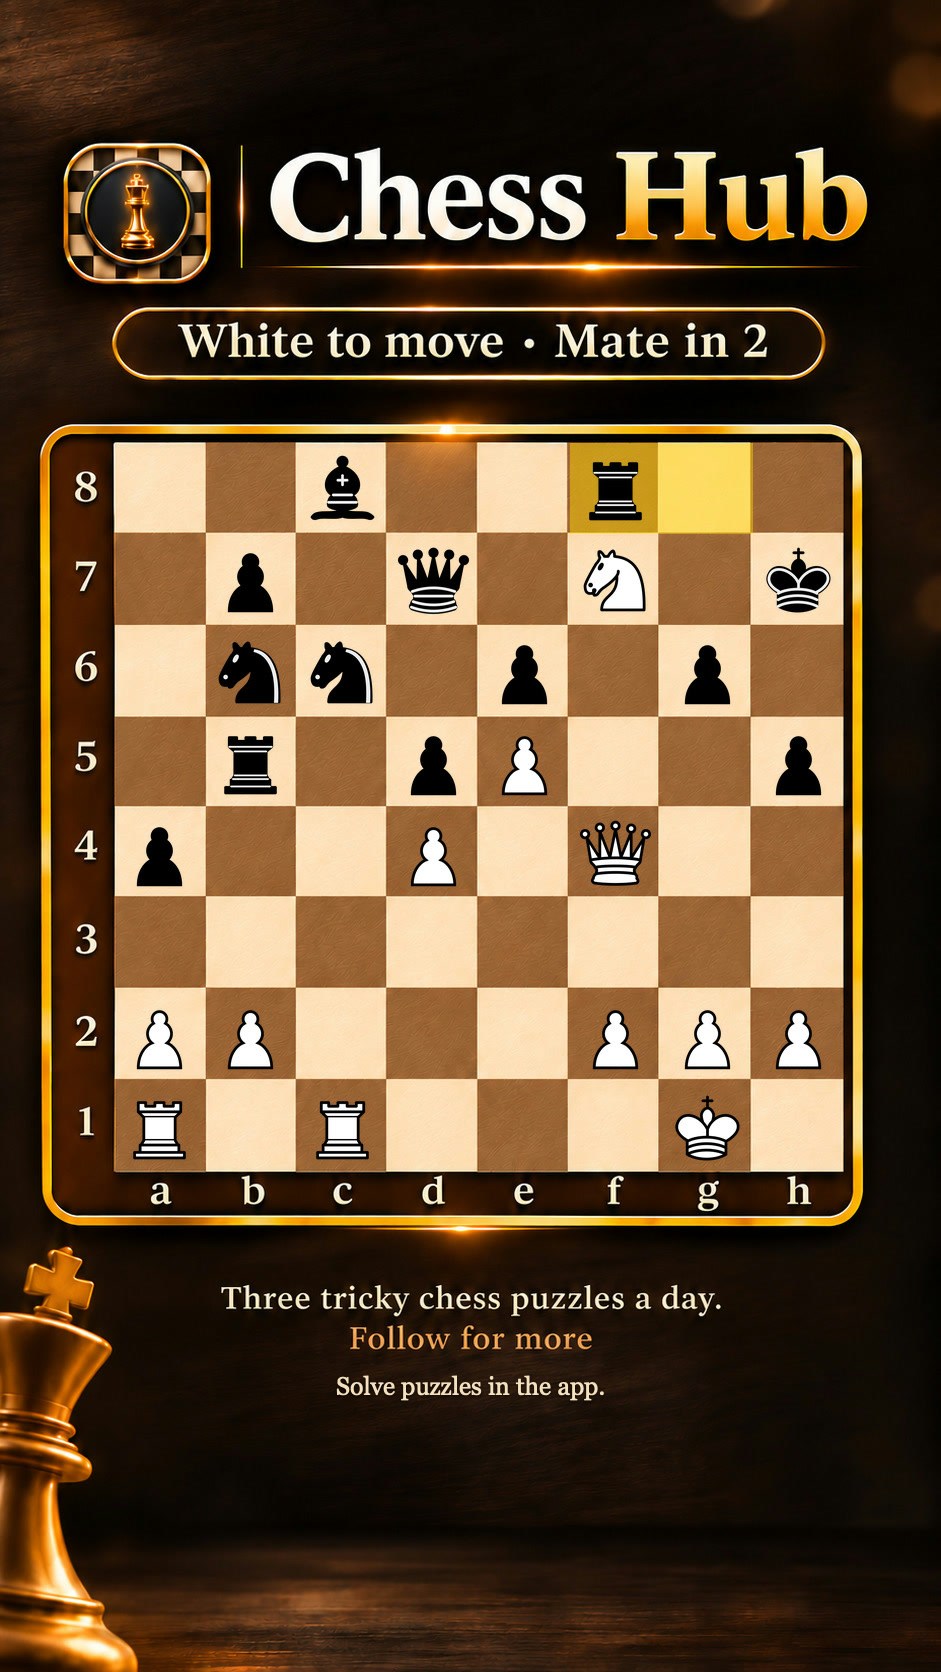 Chess Hub
White to move • Mate in 2
8
7
6
5
4
3
2
1
a b c d e f g h
Three tricky chess puzzles a day.
Follow for more
Solve puzzles in the app.